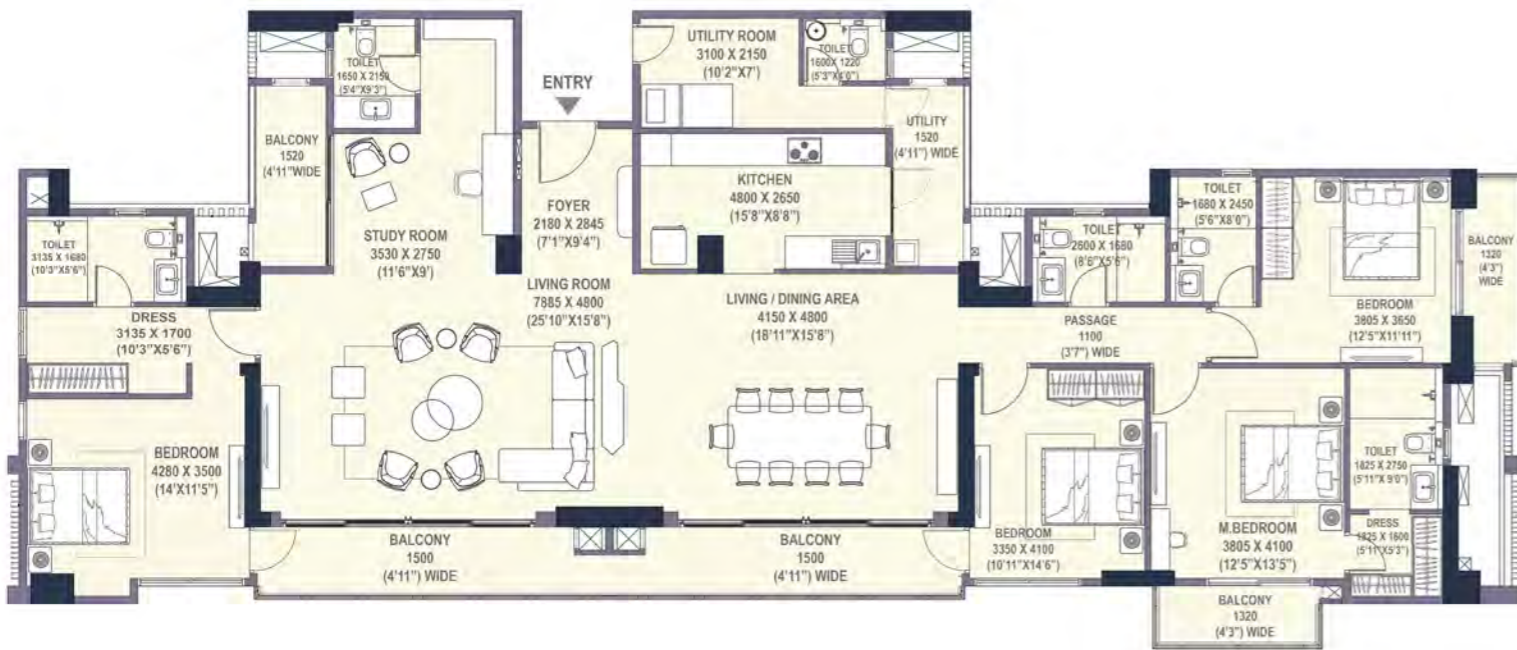 UTILITY ROOM
3100 X 2150
(10'2"X7')
TOILET
1600X 1220
(5'3"X4'0")
TOILET
1650 X 2150
(5'4"X9'3")
ENTRY
BALCONY
1520
(4'11"WIDE
UTILITY
1520
(4'11") WIDE
KITCHEN
4800 X 2650
(15'8"X8'8")
FOYER
2180 X 2845
(7'1"X9'4")
STUDY ROOM
3530 X 2750
(11'6"X9')
TOILET
3135 X 1680
(10'3"X5'6")
TOILET
1680 X 2450
(5'6"X8'0")
TOILET
2600 X 1680
(8'6"X5'6")
BALCONY
1320
(4'3")
WIDE
LIVING ROOM
7885 X 4800
(25'10"X15'8")
LIVING / DINING AREA
4150 X 4800
(18'11"X15'8")
BEDROOM
3805 X 3650
(12'5"X11'11")
DRESS
3135 X 1700
(10'3"X5'6")
PASSAGE
1100
(3'7") WIDE
BEDROOM
4280 X 3500
(14'X11'5")
TOILET
1825 X 2750
(5'11"X 9'0")
BALCONY
1500
(4'11") WIDE
BALCONY
1500
(4'11") WIDE
BEDROOM
3350 X 4100
(10'11"X14'6")
M.BEDROOM
3805 X 4100
(12'5"X13'5")
DRESS
1825 X 1600
(5'11"X5'3")
BALCONY
1320
(4'3") WIDE